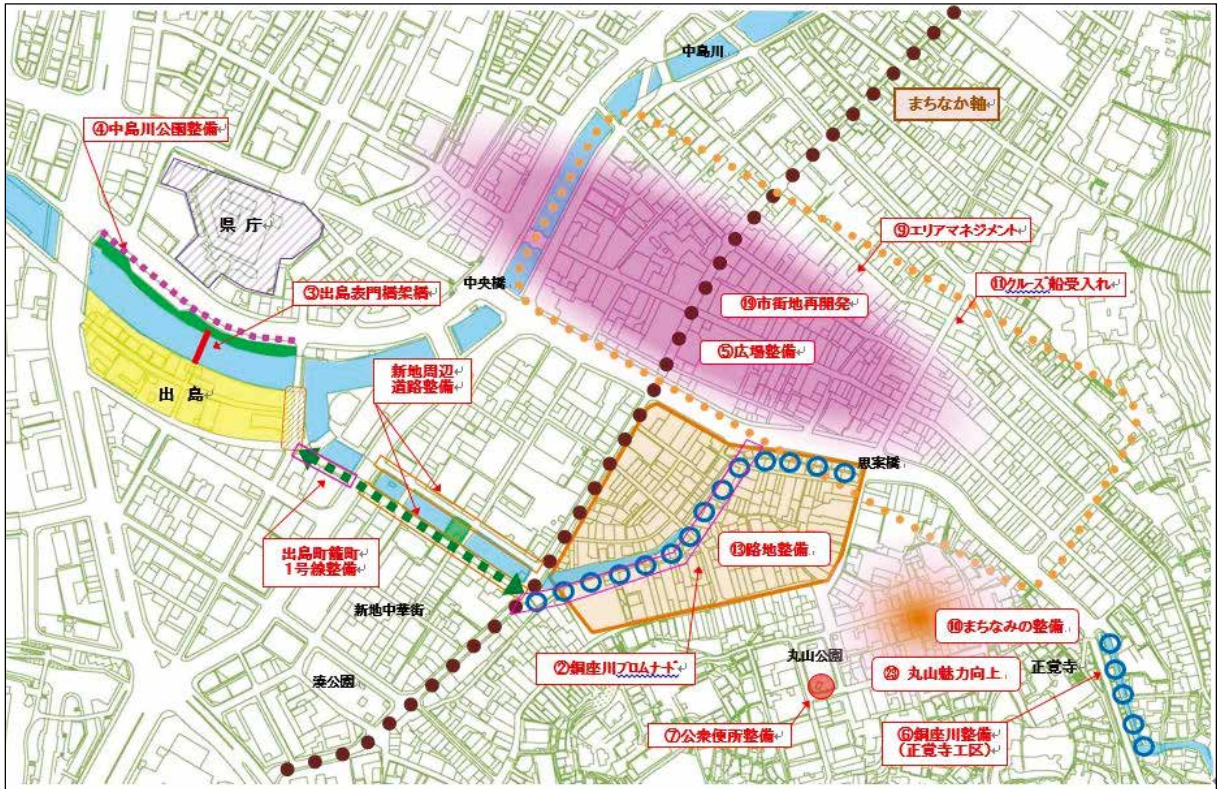 中島川
まちなか軸
④中島川公園整備
県庁
⑨エリアマネジメント
③出島表門橋架橋
中央橋
⑪クルーズ船受入れ
⑲市街地再開発
⑤広場整備
新地周辺
道路整備
出島
思案橋
⑬路地整備
出島町籠町
1号線整備
新地中華街
⑱まちなみの整備
②銅座川プロムナード
丸山公園
正覚寺
丸山魅力向上
湊公園
⑦公衆便所整備
⑥銅座川整備
(正覚寺工区)